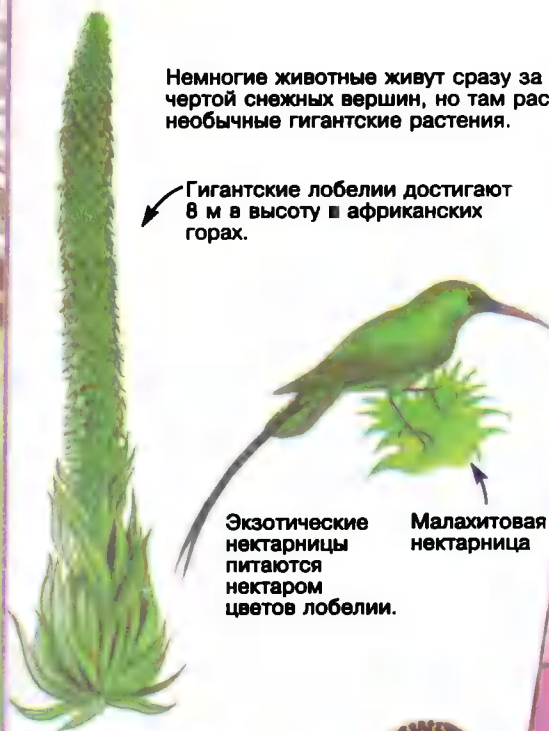 Немногие животные живут сразу за
чертой снежных вершин, но там рас
необычные гигантские растения.
Гигантские лобелии достигают
8 м в высоту в африканских
горах.
Экзотические
нектарницы
питаются
нектаром
цветов лобелии.
Малахитовая
нектарница